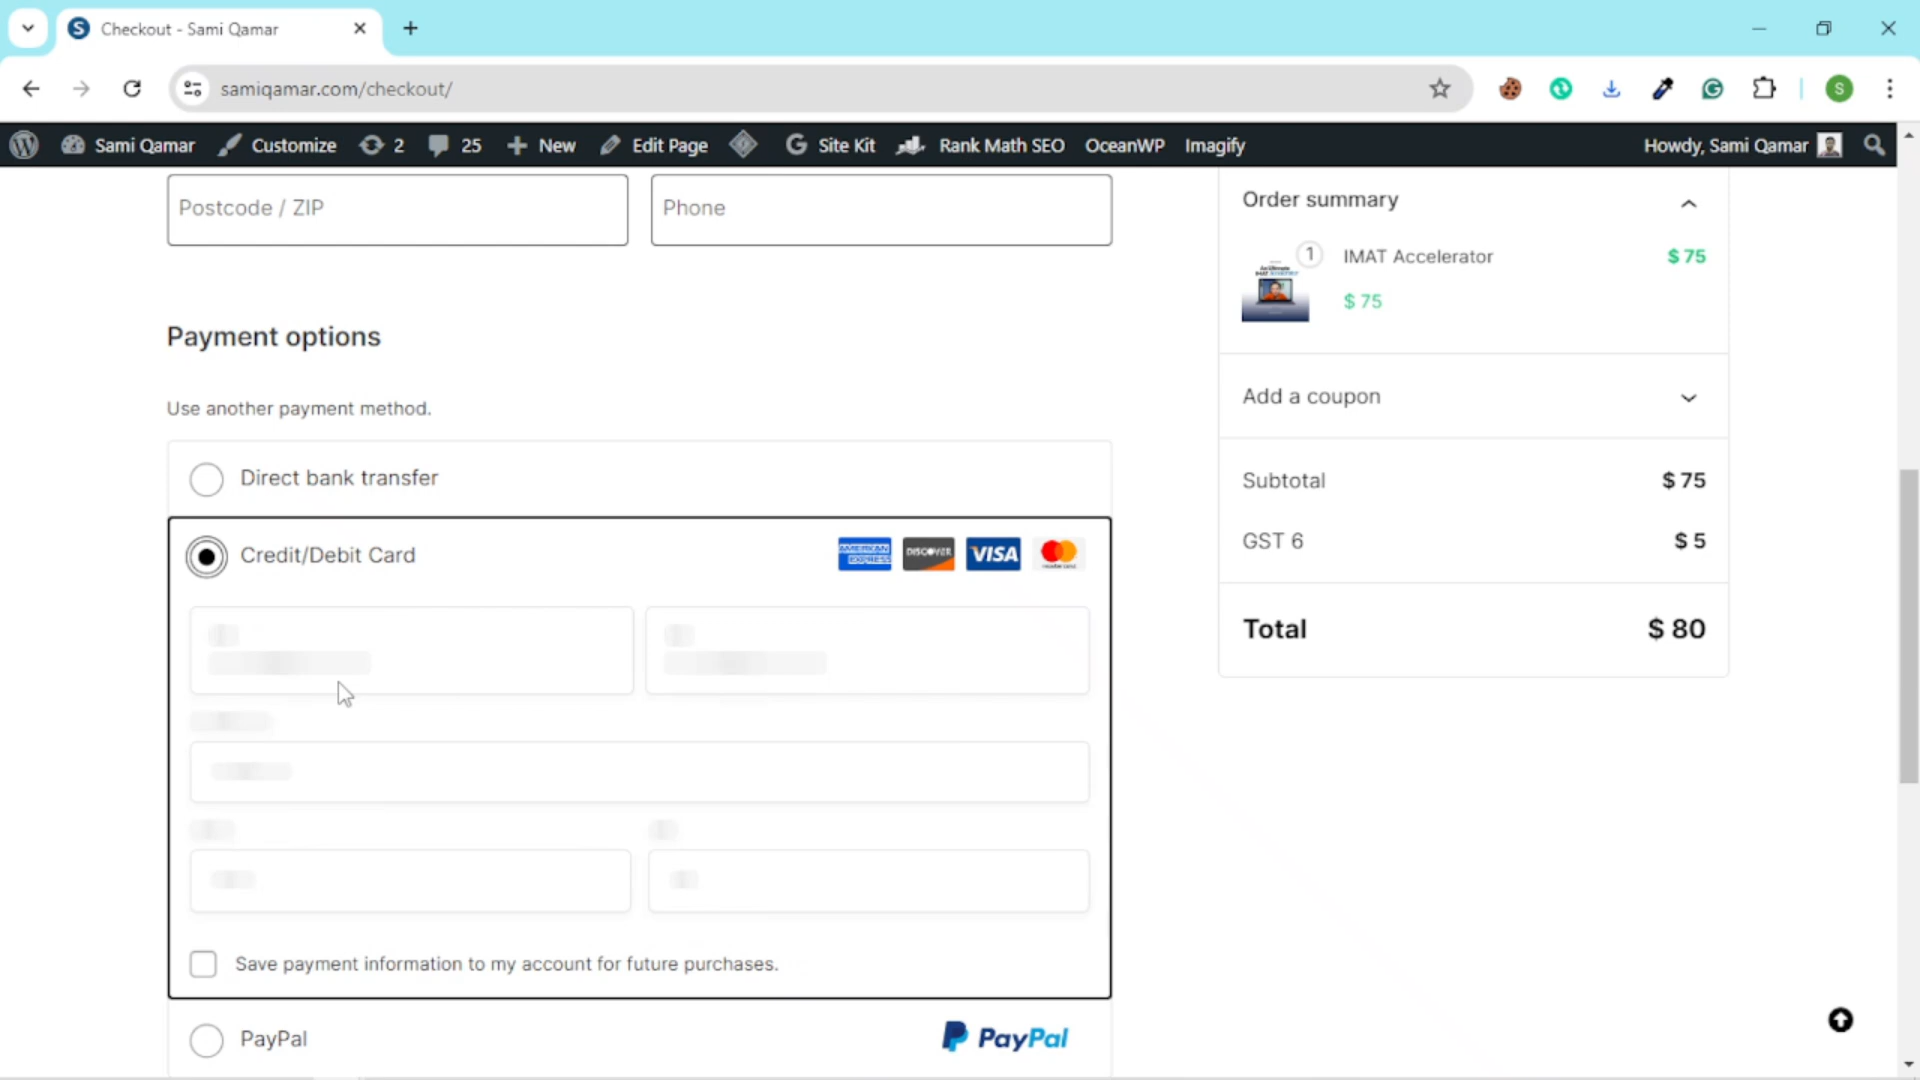 Checkout - Sami Qamar
samiqamar.com/checkout/
S
Sami Qamar
Customize
2
25
New
Edit Page
Site Kit
Rank Math SEO
OceanWP
Imagify
Howdy, Sami Qamar
Postcode / ZIP
Phone
Order summary
1
IMAT Accelerator
$ 75
$ 75
Payment options
Add a coupon
Use another payment method.
Direct bank transfer
Subtotal
$ 75
GST 6
$ 5
Credit/Debit Card
AMERICAN EXPRESS
DISCOVER
VISA
mastercard
Total
$ 80
Save payment information to my account for future purchases.
PayPal
PayPal